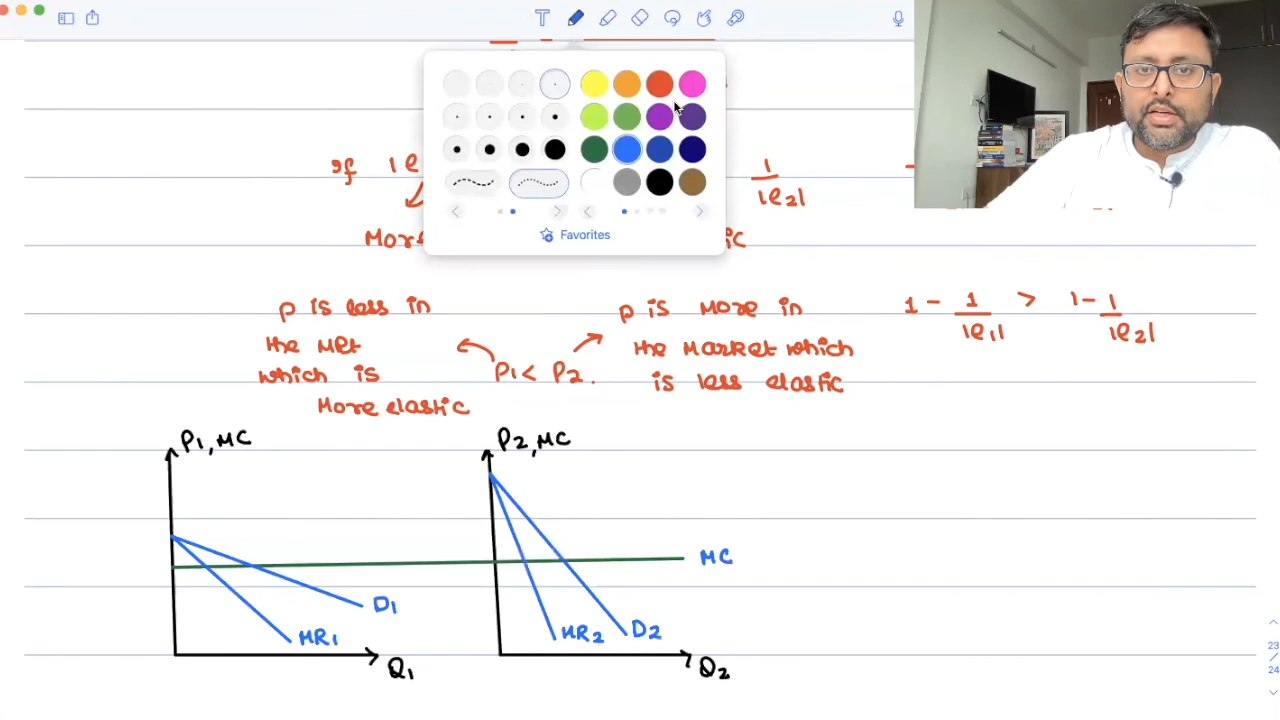 Favorites
If
1
|e2|
More
P is less in
the MKt
which is
More elastic
P1 < P2.
P is More in
the Market which
is less elastic
1 - 1/|e1| > 1 - 1/|e2|
P1, MC
P2, MC
MC
D1
MR1
MR2
D2
Q1
Q2
23
/
24